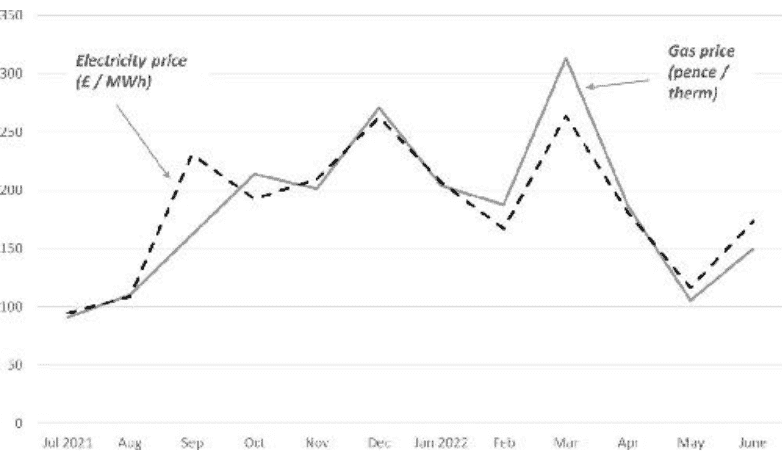 350
Electricity price
(£ / MWh)
Gas price
(pence /
therm)
300
250
200
150
100
50
0
Jul 2021 Aug Sep Oct Nov Dec Jan 2022 Feb Mar Apr May June